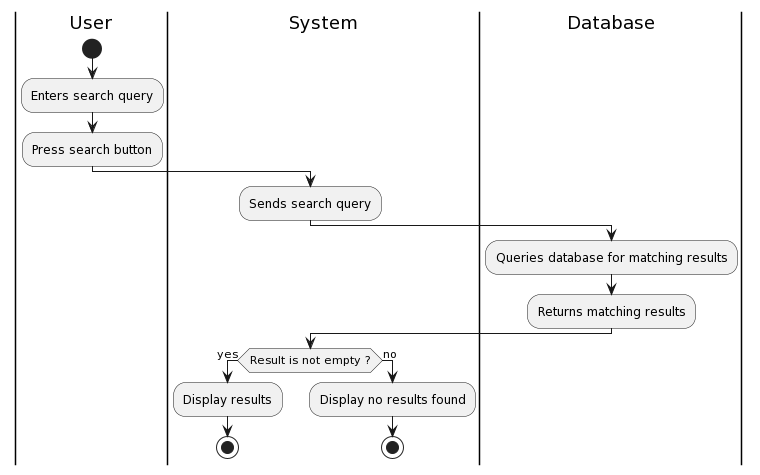 User
System
Database
Enters search query
Press search button
Sends search query
Queries database for matching results
Returns matching results
yes
Result is not empty ?
no
Display results
Display no results found